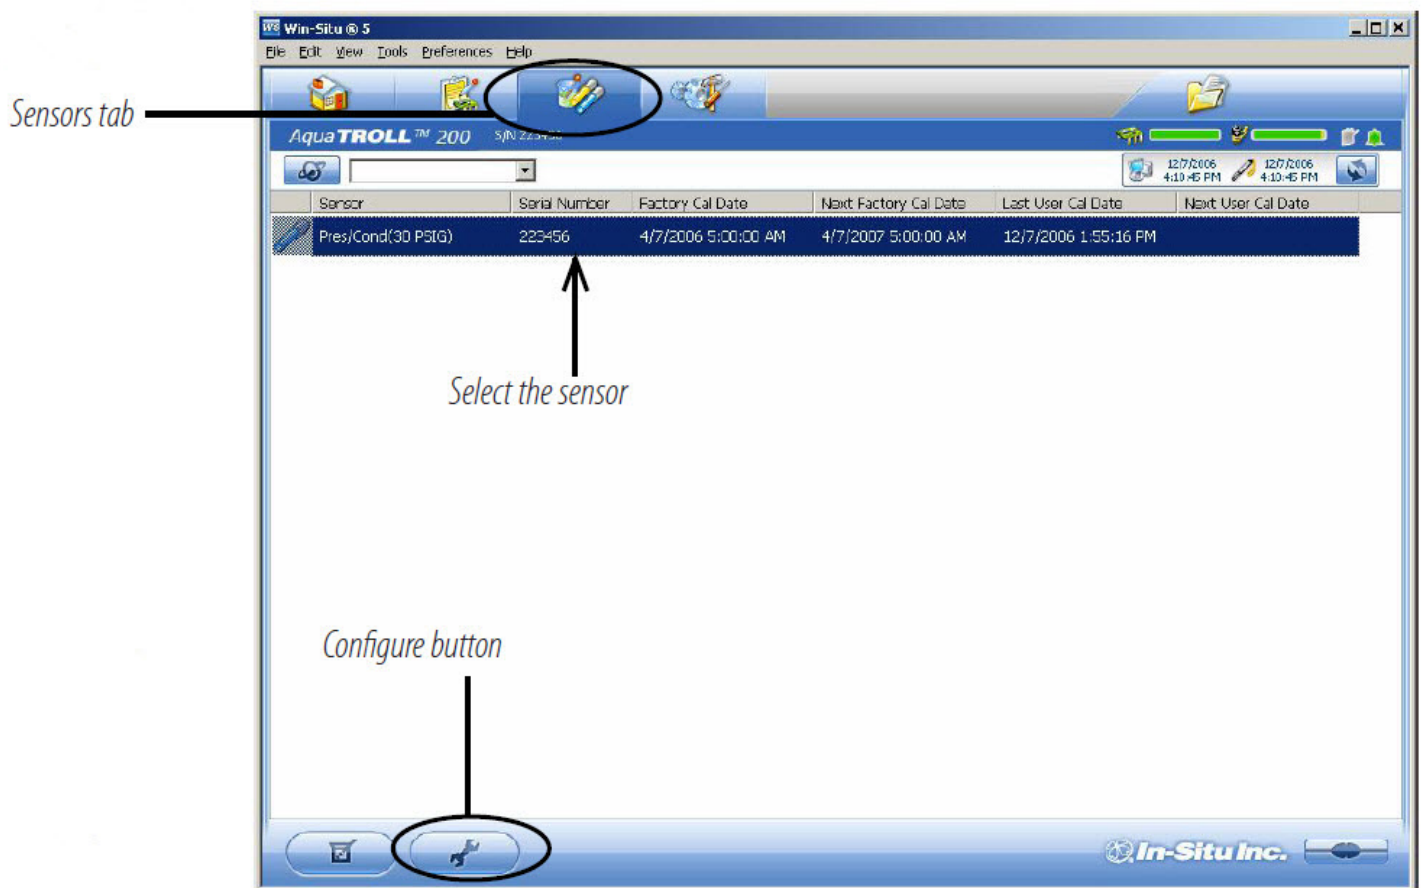 Win-Situ ® 5
File Edit View Tools Preferences Help
Sensors tab
AquaTROLL™ 200 S/N 223456
12/7/2006 4:10:45 PM 12/7/2006 4:10:45 PM
Sensor Serial Number Factory Cal Date Next Factory Cal Date Last User Cal Date Next User Cal Date
Pres/Cond(30 PSIG) 223456 4/7/2006 5:00:00 AM 4/7/2007 5:00:00 AM 12/7/2006 1:55:16 PM
Select the sensor
Configure button
In-Situ Inc.